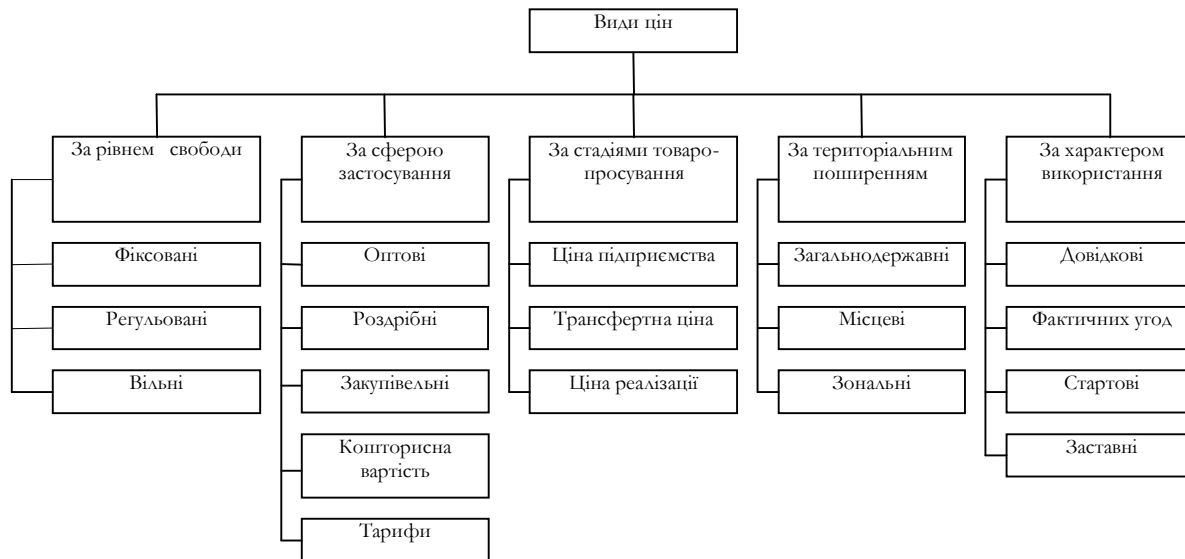 Види цін
За рівнем свободи
Фіксовані
Регульовані
Вільні
За сферою
застосування
Оптові
Роздрібні
Закупівельні
Кошторисна
вартість
Тарифи
За стадіями товаро-
просування
Ціна підприємства
Трансфертна ціна
Ціна реалізації
За територіальним
поширенням
Загальнодержавні
Місцеві
Зональні
За характером
використання
Довідкові
Фактичних угод
Стартові
Заставні